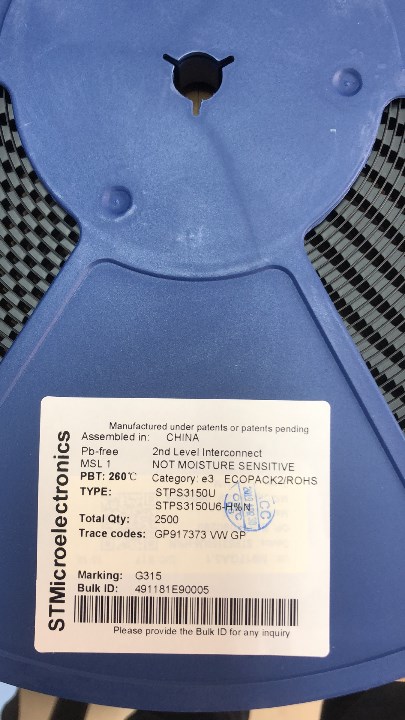 STMicroelectronics
Manufactured under patents or patents pending
Assembled in: CHINA
Pb-free 2nd Level Interconnect
MSL 1 NOT MOISTURE SENSITIVE
PBT: 260℃ Category: e3 ECOPACK2/ROHS
TYPE: STPS3150U
STPS3150U6-H%N
Total Qty: 2500
Trace codes: GP917373 VW GP
Marking: G315
Bulk ID: 491181E90005
Please provide the Bulk ID for any inquiry